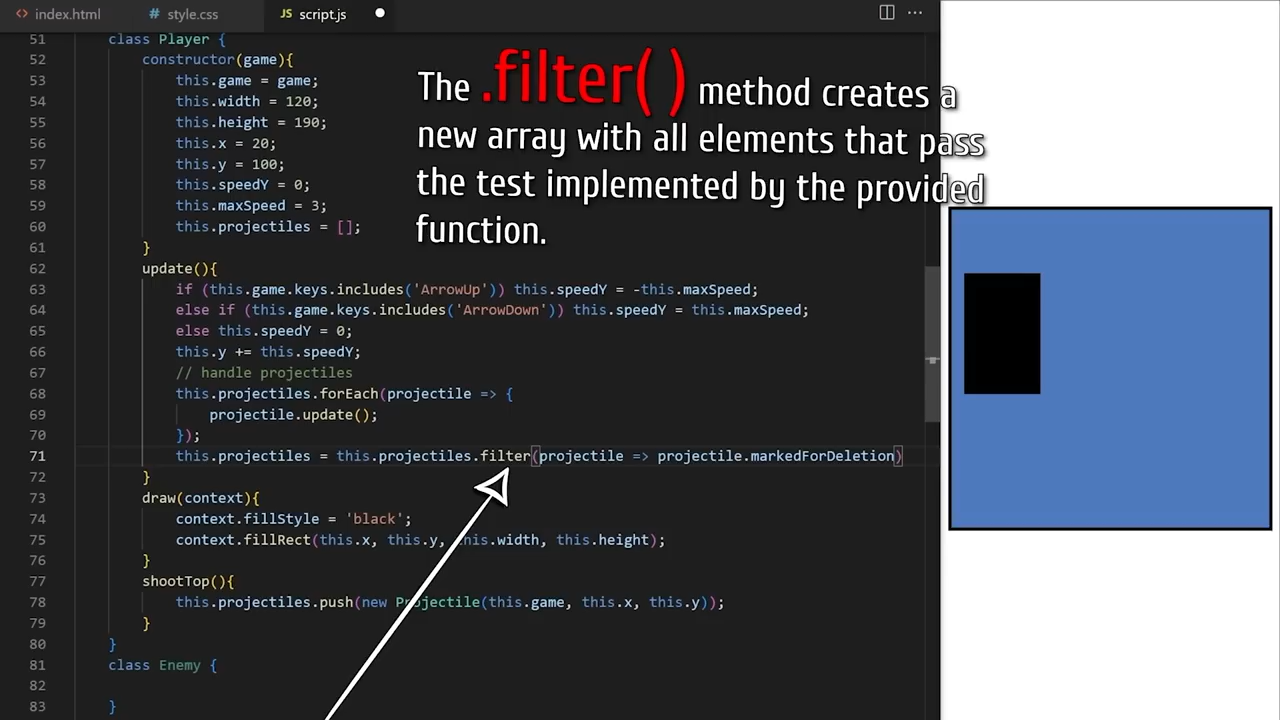 index.html
style.css
JS script.js
The .filter( ) method creates a
new array with all elements that pass
the test implemented by the provided
function.
51 class Player {
52 constructor(game){
53 this.game = game;
54 this.width = 120;
55 this.height = 190;
56 this.x = 20;
57 this.y = 100;
58 this.speedY = 0;
59 this.maxSpeed = 3;
60 this.projectiles = [];
61 }
62 update(){
63 if (this.game.keys.includes('ArrowUp')) this.speedY = -this.maxSpeed;
64 else if (this.game.keys.includes('ArrowDown')) this.speedY = this.maxSpeed;
65 else this.speedY = 0;
66 this.y += this.speedY;
67 // handle projectiles
68 this.projectiles.forEach(projectile => {
69 projectile.update();
70 });
71 this.projectiles = this.projectiles.filter(projectile => projectile.markedForDeletion)
72 }
73 draw(context){
74 context.fillStyle = 'black';
75 context.fillRect(this.x, this.y, this.width, this.height);
76 }
77 shootTop(){
78 this.projectiles.push(new Projectile(this.game, this.x, this.y));
79 }
80 }
81 class Enemy {
82
83 }